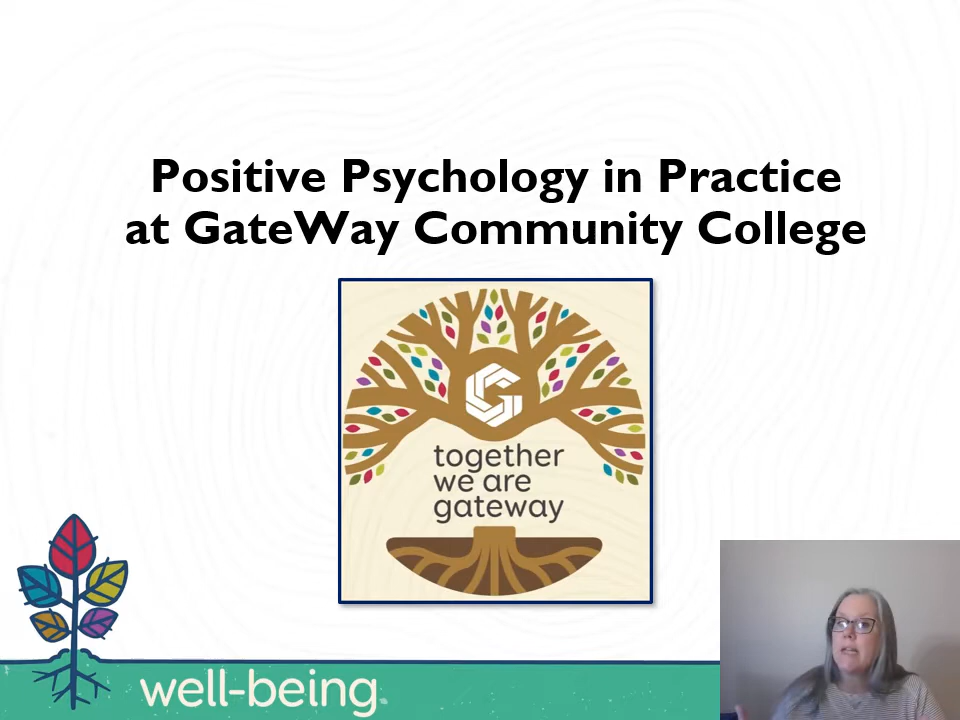 Positive Psychology in Practice
at GateWay Community College
G
together
we are
gateway
well-being